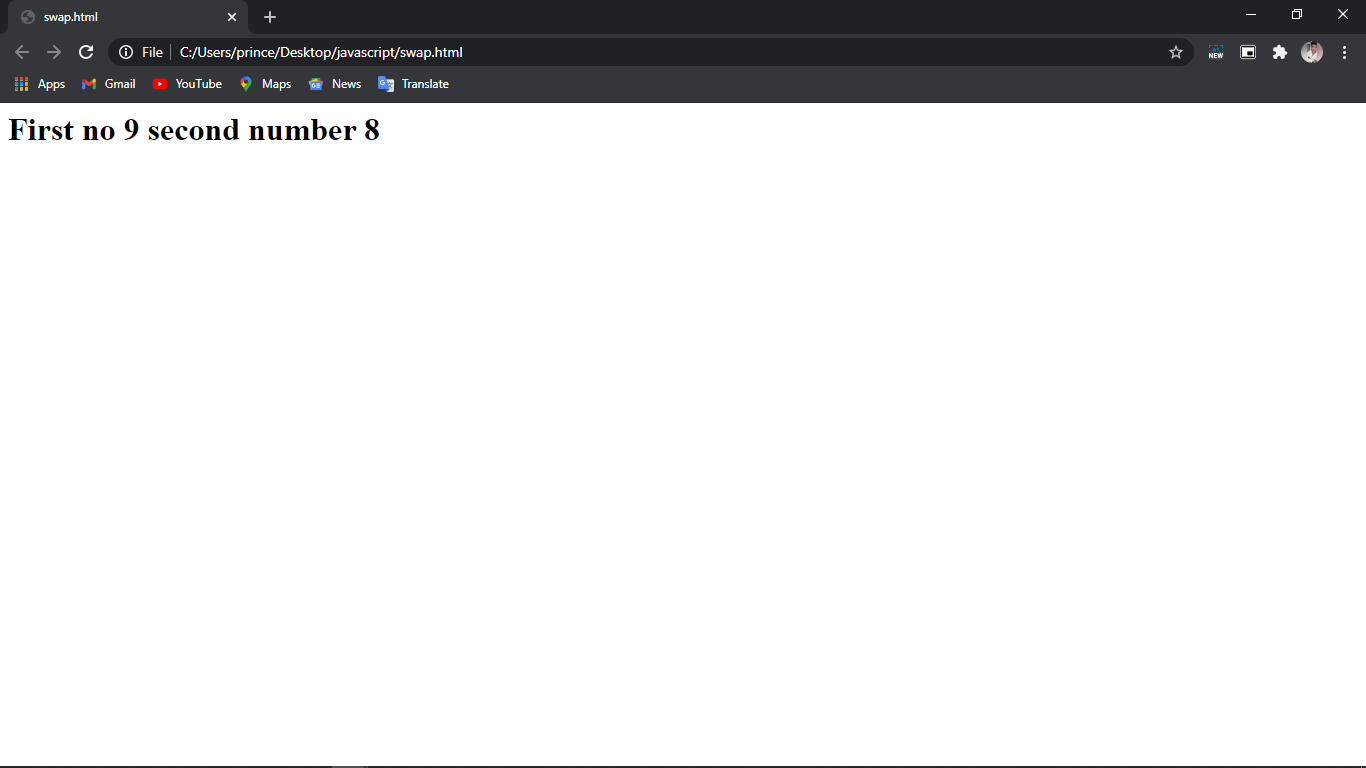 swap.html
File C:/Users/prince/Desktop/javascript/swap.html
NEW
Apps Gmail YouTube Maps News Translate
First no 9 second number 8